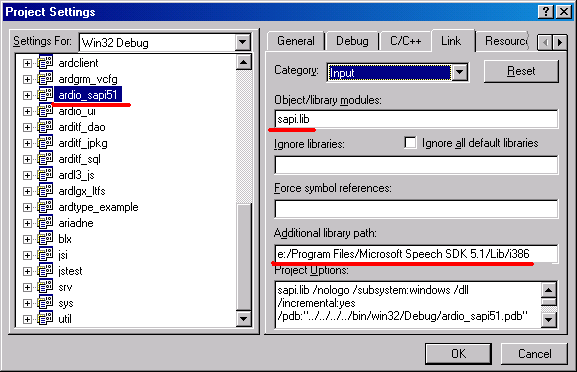 Project Settings
Settings For: Win32 Debug
ardclient
ardgrm_vcfg
ardio_sapi51
ardio_ui
arditf_dao
arditf_jpkg
arditf_sql
ardl3_js
ardlgx_ltfs
ardtype_example
ariadne
blx
jsi
jstest
srv
sys
util
General Debug C/C++ Link Resource
Category: Input Reset
Object/library modules:
sapi.lib
Ignore libraries: Ignore all default libraries
Force symbol references:
Additional library path:
e:/Program Files/Microsoft Speech SDK 5.1/Lib/i386
Project Options:
sapi.lib /nologo /subsystem:windows /dll
/incremental:yes
/pdb:"../../../../bin/win32/Debug/ardio_sapi51.pdb"
OK Cancel